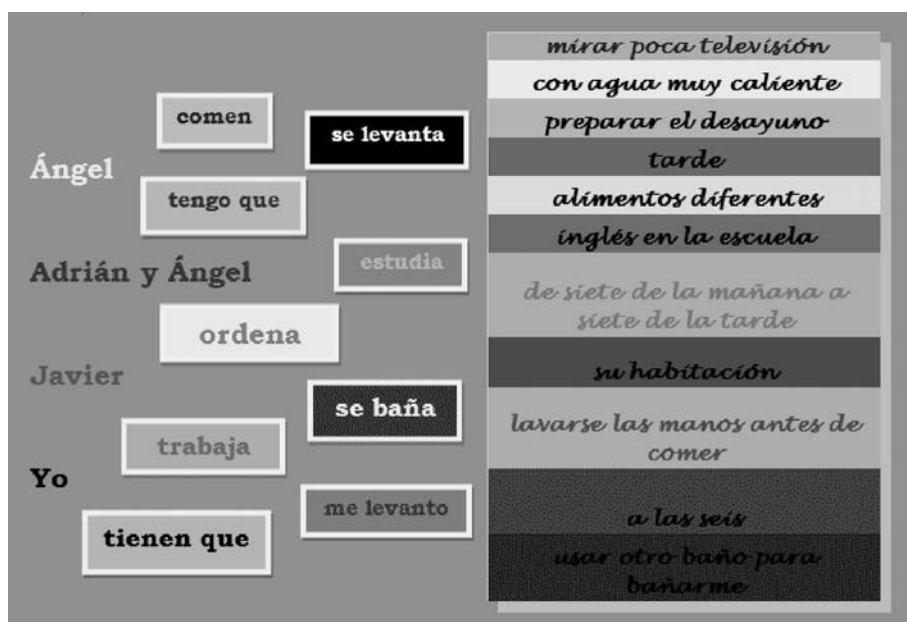 comen
se levanta
Ángel
tengo que
Adrián y Ángel
estudia
ordena
Javier
se baña
trabaja
Yo
me levanto
tienen que
mirar poca televisión
con agua muy caliente
preparar el desayuno
tarde
alimentos diferentes
inglés en la escuela
de siete de la mañana a
siete de la tarde
su habitación
lavarse las manos antes de
comer
a las seis
usar otro baño para
bañarme